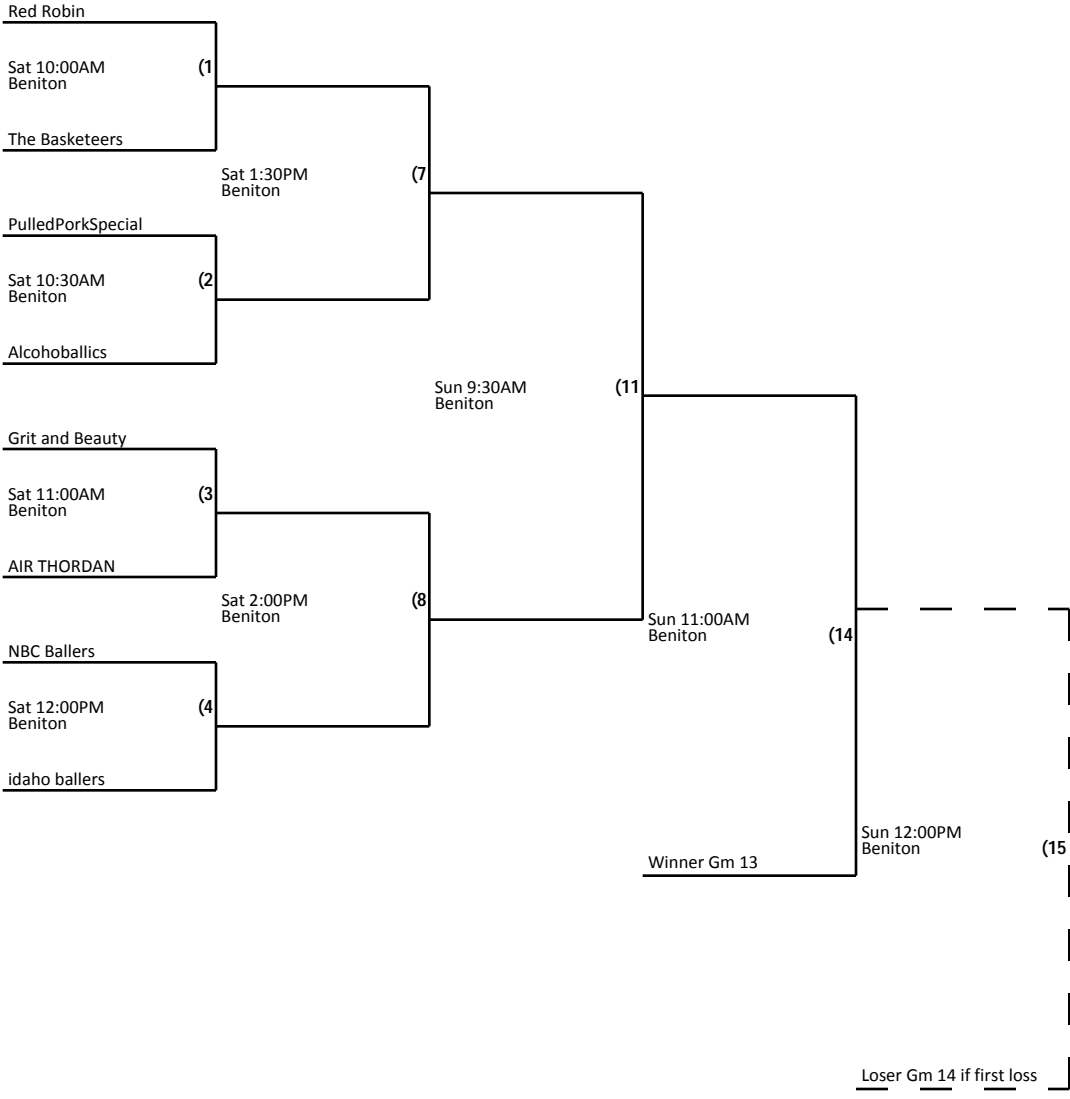 Red Robin
Sat 10:00AM
Beniton
(1
The Basketeers
Sat 1:30PM
Beniton
(7
PulledPorkSpecial
Sat 10:30AM
Beniton
(2
Alcohoballics
Sun 9:30AM
Beniton
(11
Grit and Beauty
Sat 11:00AM
Beniton
(3
AIR THORDAN
Sat 2:00PM
Beniton
(8
Sun 11:00AM
Beniton
(14
NBC Ballers
Sat 12:00PM
Beniton
(4
idaho ballers
Sun 12:00PM
Beniton
(15
Winner Gm 13
Loser Gm 14 if first loss